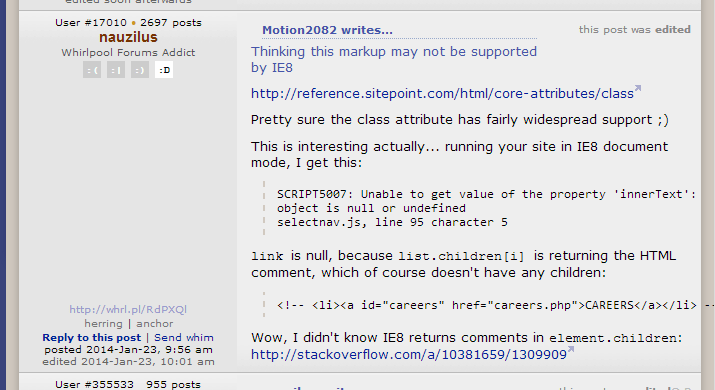 edited soon afterwards
User #17010 • 2697 posts
nauzilus
Whirlpool Forums Addict
:( :| :) :D
Motion2082 writes...
this post was edited
Thinking this markup may not be supported
by IE8
http://reference.sitepoint.com/html/core-attributes/class
Pretty sure the class attribute has fairly widespread support ;)
This is interesting actually... running your site in IE8 document
mode, I get this:
SCRIPT5007: Unable to get value of the property 'innerText':
object is null or undefined
selectnav.js, line 95 character 5
link is null, because list.children[i] is returning the HTML
comment, which of course doesn't have any children:
<!-- <li><a id="careers" href="careers.php">CAREERS</a></li> --
Wow, I didn't know IE8 returns comments in element.children:
http://stackoverflow.com/a/10381659/1309909
http://whrl.pl/RdPXQl
herring | anchor
Reply to this post | Send whim
posted 2014-Jan-23, 9:56 am
edited 2014-Jan-23, 10:01 am
User #355533 955 posts